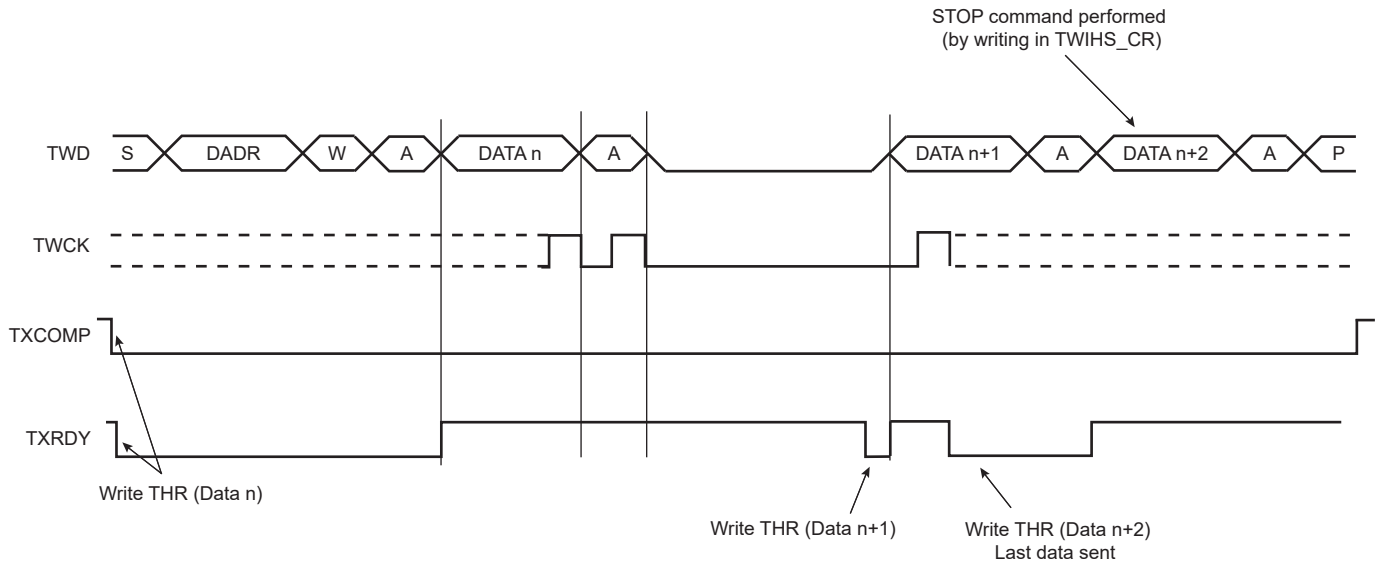 STOP command performed
(by writing in TWIHS_CR)
TWD S DADR W A DATA n A DATA n+1 A DATA n+2 A P
TWCK
TXCOMP
TXRDY
Write THR (Data n)
Write THR (Data n+1)
Write THR (Data n+2)
Last data sent